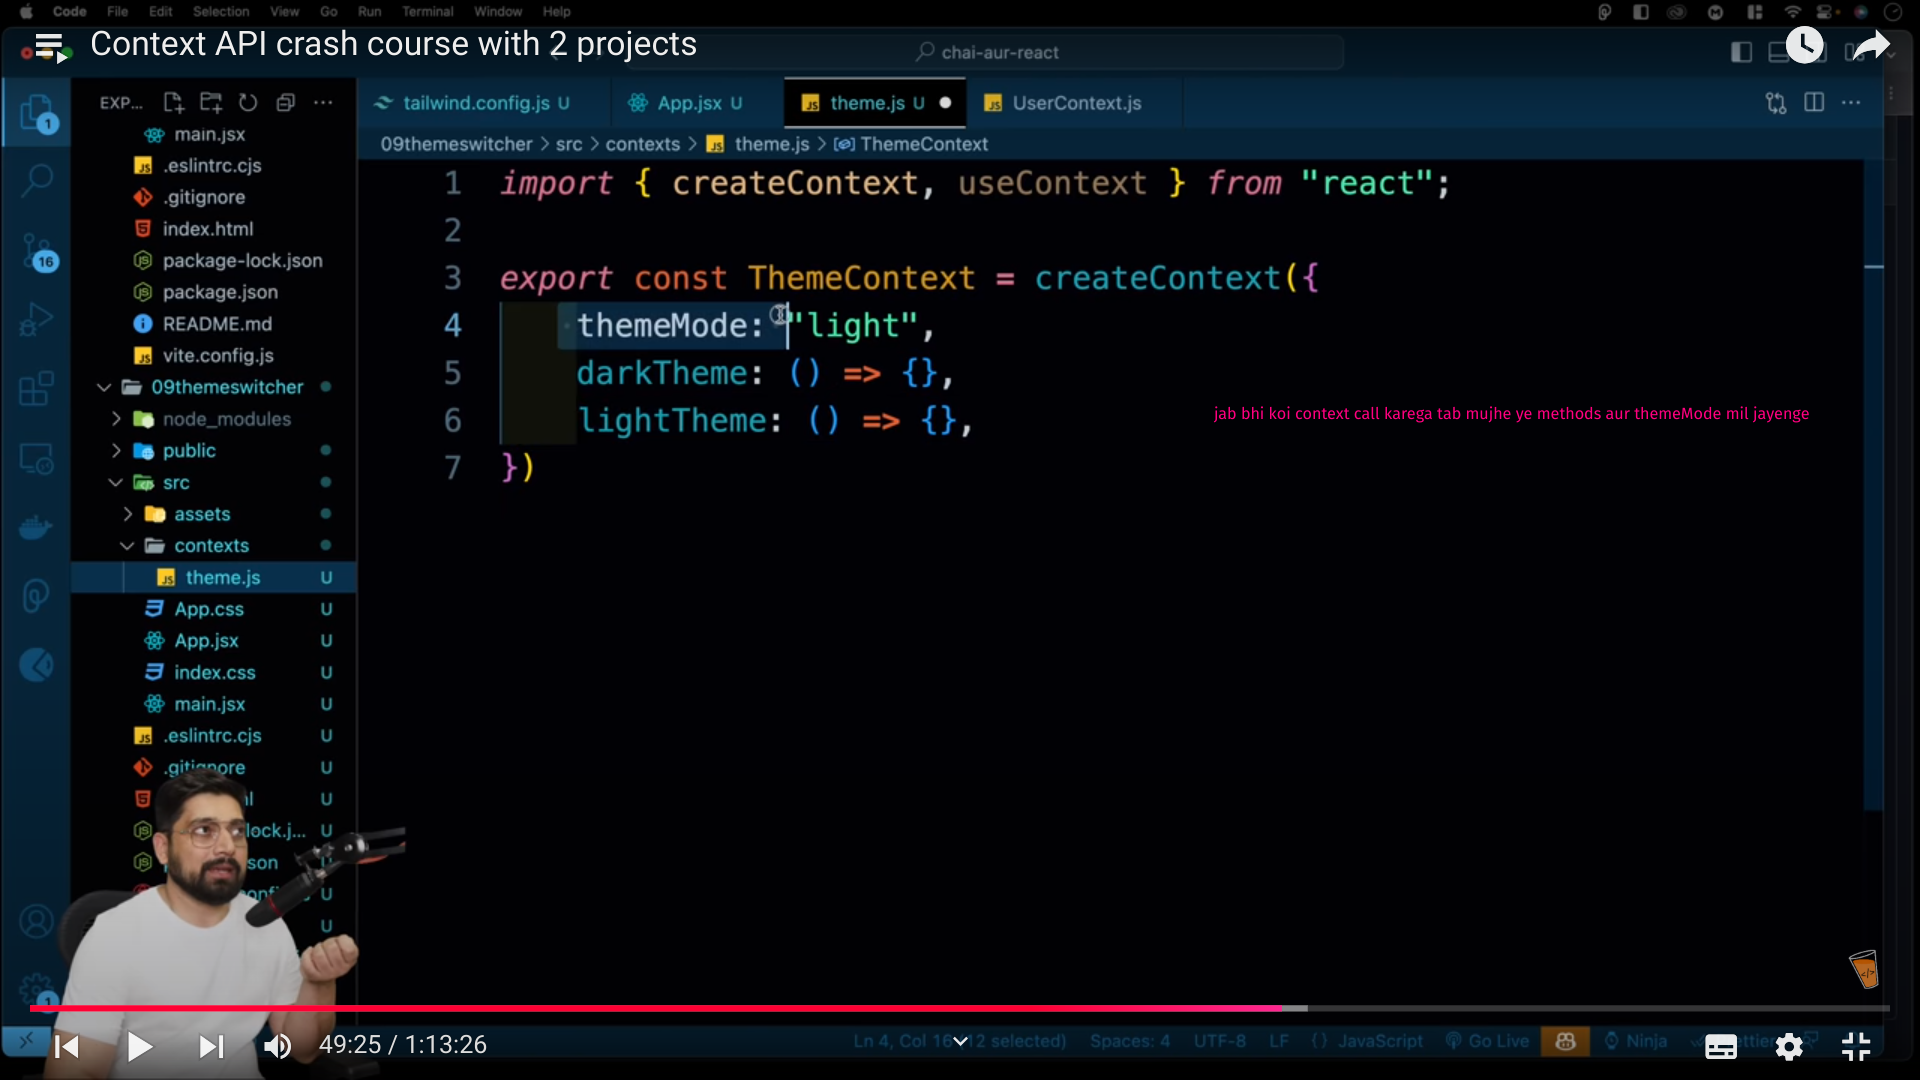 Code File Edit Selection View Go Run Terminal Window Help
Context API crash course with 2 projects
chai-aur-react
EXP...
tailwind.config.js U
App.jsx U
theme.js U
UserContext.js
09themeswitcher > src > contexts > theme.js > ThemeContext
main.jsx
.eslintrc.cjs
.gitignore
index.html
package-lock.json
package.json
README.md
vite.config.js
09themeswitcher
node_modules
public
src
assets
contexts
theme.js U
App.css U
App.jsx U
index.css U
main.jsx U
.eslintrc.cjs U
.gitignore U
U
lock.j... U
son U
U
U
1
16
1
1 import { createContext, useContext } from "react";
2
3 export const ThemeContext = createContext({
4 themeMode: "light",
5 darkTheme: () => {},
6 lightTheme: () => {},
7 })
jab bhi koi context call karega tab mujhe ye methods aur themeMode mil jayenge
49:25 / 1:13:26
Ln 4, Col 16 (12 selected) Spaces: 4 UTF-8 LF {} JavaScript Go Live Ninja